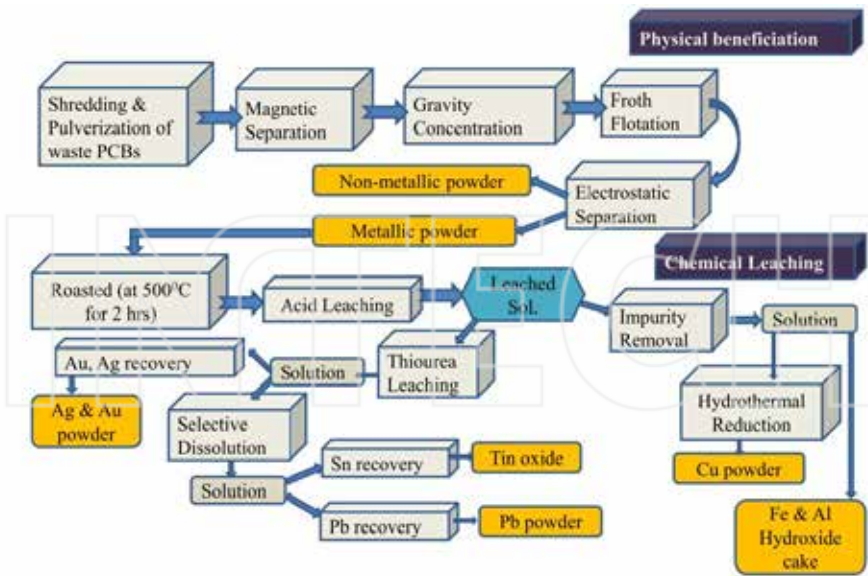 Physical beneficiation
Shredding &
Pulverization of
waste PCBs
Magnetic
Separation
Gravity
Concentration
Froth
Flotation
Non-metallic powder
Electrostatic
Separation
Metallic powder
Chemical Leaching
Roasted (at 500⁰C
for 2 hrs)
Acid Leaching
Leached
Sol.
Impurity
Removal
Solution
Au, Ag recovery
Solution
Thiourea
Leaching
Ag & Au
powder
Selective
Dissolution
Hydrothermal
Reduction
Sn recovery
Tin oxide
Cu powder
Solution
Pb recovery
Pb powder
Fe & Al
Hydroxide
cake
INTECH